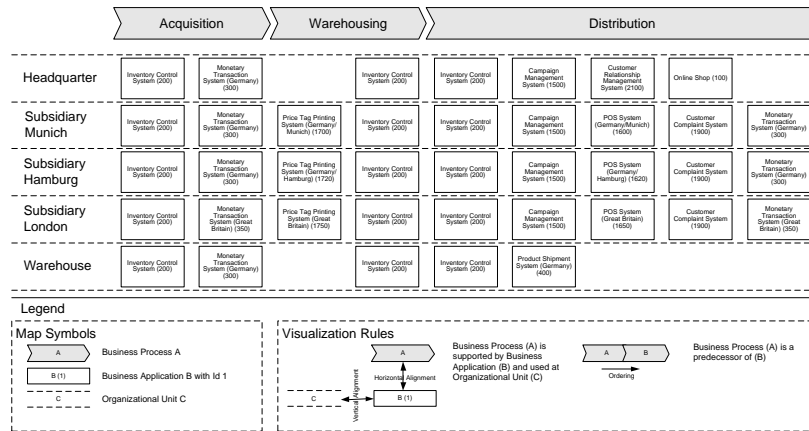 Acquisition
Warehousing
Distribution
Headquarter
Inventory Control
System (200)
Monetary
Transaction
System (Germany)
(300)
Inventory Control
System (200)
Inventory Control
System (200)
Campaign
Management
System (1500)
Customer
Relationship
Management
System (2100)
Online Shop (100)
Subsidiary
Munich
Inventory Control
System (200)
Monetary
Transaction
System (Germany)
(300)
Price Tag Printing
System (Germany/
Munich) (1700)
Inventory Control
System (200)
Inventory Control
System (200)
Campaign
Management
System (1500)
POS System
(Germany/Munich)
(1600)
Customer
Complaint System
(1900)
Monetary
Transaction
System (Germany)
(300)
Subsidiary
Hamburg
Inventory Control
System (200)
Monetary
Transaction
System (Germany)
(300)
Price Tag Printing
System (Germany/
Hamburg) (1720)
Inventory Control
System (200)
Inventory Control
System (200)
Campaign
Management
System (1500)
POS System
(Germany/
Hamburg) (1620)
Customer
Complaint System
(1900)
Monetary
Transaction
System (Germany)
(300)
Subsidiary
London
Inventory Control
System (200)
Monetary
Transaction
System (Great
Britain) (350)
Price Tag Printing
System (Great
Britain) (1750)
Inventory Control
System (200)
Inventory Control
System (200)
Campaign
Management
System (1500)
POS System
(Great Britain)
(1650)
Customer
Complaint System
(1900)
Monetary
Transaction
System (Great
Britain) (350)
Warehouse
Inventory Control
System (200)
Monetary
Transaction
System (Germany)
(300)
Inventory Control
System (200)
Inventory Control
System (200)
Product Shipment
System (Germany)
(400)
Legend
Map Symbols
A
Business Process A
B (1)
Business Application B with Id 1
C
Organizational Unit C
Visualization Rules
A
Horizontal Alignment
C
Vertical Alignment
B (1)
Business Process (A) is
supported by Business
Application (B) and used at
Organizational Unit (C)
A
B
Ordering
Business Process (A) is a
predecessor of (B)